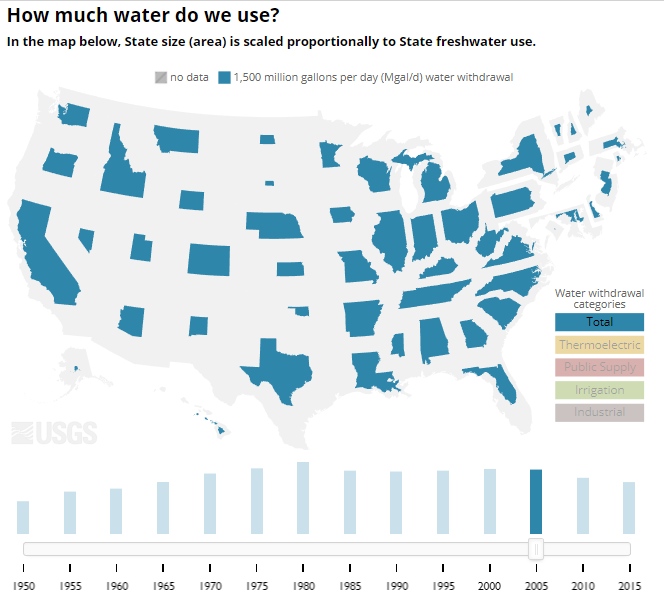 How much water do we use?
In the map below, State size (area) is scaled proportionally to State freshwater use.
no data 1,500 million gallons per day (Mgal/d) water withdrawal
Water withdrawal
categories
Total
Thermoelectric
Public Supply
Irrigation
Industrial
USGS
1950 1955 1960 1965 1970 1975 1980 1985 1990 1995 2000 2005 2010 2015